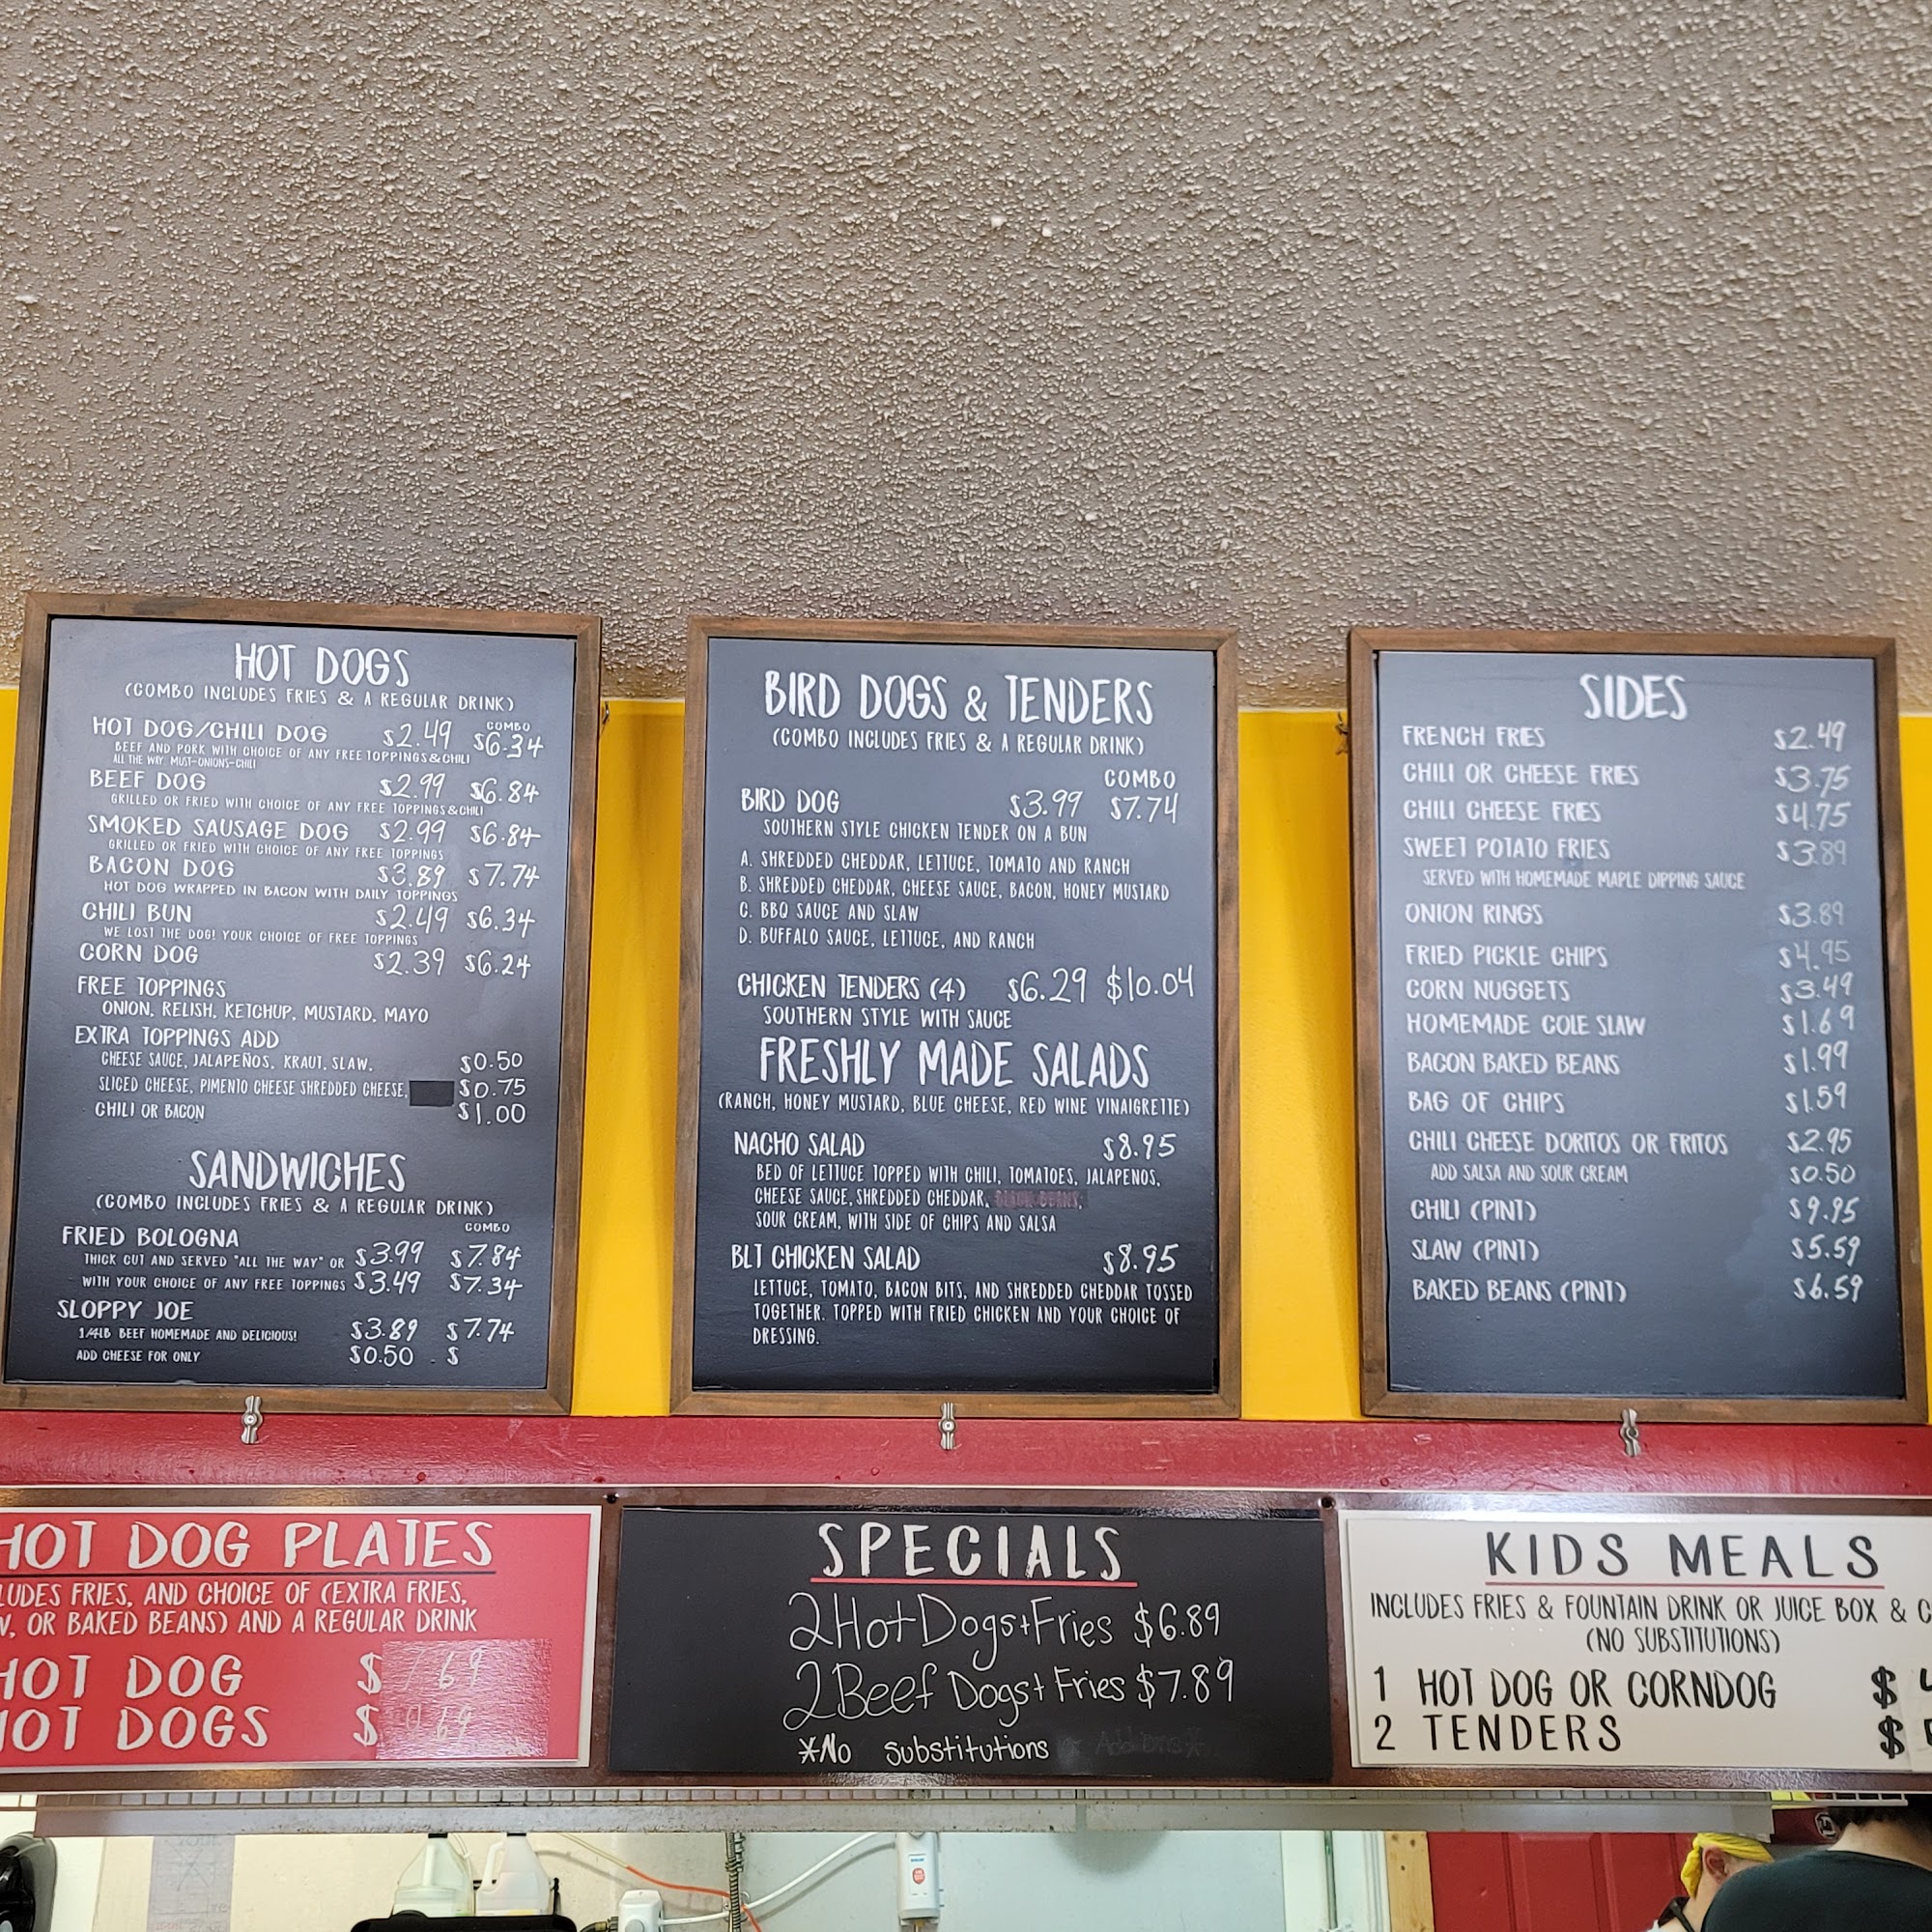 HOT DOGS
(COMBO INCLUDES FRIES & A REGULAR DRINK)
COMBO
HOT DOG/CHILI DOG $2.49 $6.34
BEEF AND PORK WITH CHOICE OF ANY FREE TOPPINGS & CHILI
ALL THE WAY: MUST-ONIONS-CHILI
BEEF DOG $2.99 $6.84
GRILLED OR FRIED WITH CHOICE OF ANY FREE TOPPINGS & CHILI
SMOKED SAUSAGE DOG $2.99 $6.84
GRILLED OR FRIED WITH CHOICE OF ANY FREE TOPPINGS
BACON DOG $3.89 $7.74
HOT DOG WRAPPED IN BACON WITH DAILY TOPPINGS
CHILI BUN $2.49 $6.34
WE LOST THE DOG! YOUR CHOICE OF FREE TOPPINGS
CORN DOG $2.39 $6.24
FREE TOPPINGS
ONION, RELISH, KETCHUP, MUSTARD, MAYO
EXTRA TOPPINGS ADD
CHEESE SAUCE, JALAPEÑOS, KRAUT, SLAW, $0.50
SLICED CHEESE, PIMENTO CHEESE SHREDDED CHEESE, $0.75
CHILI OR BACON $1.00
SANDWICHES
(COMBO INCLUDES FRIES & A REGULAR DRINK)
COMBO
FRIED BOLOGNA
THICK CUT AND SERVED "ALL THE WAY" OR $3.99 $7.84
WITH YOUR CHOICE OF ANY FREE TOPPINGS $3.49 $7.34
SLOPPY JOE
1/4LB BEEF HOMEMADE AND DELICIOUS! $3.89 $7.74
ADD CHEESE FOR ONLY $0.50 $
BIRD DOGS & TENDERS
(COMBO INCLUDES FRIES & A REGULAR DRINK)
COMBO
BIRD DOG $3.99 $7.74
SOUTHERN STYLE CHICKEN TENDER ON A BUN
A. SHREDDED CHEDDAR, LETTUCE, TOMATO AND RANCH
B. SHREDDED CHEDDAR, CHEESE SAUCE, BACON, HONEY MUSTARD
C. BBQ SAUCE AND SLAW
D. BUFFALO SAUCE, LETTUCE, AND RANCH
CHICKEN TENDERS (4) $6.29 $10.04
SOUTHERN STYLE WITH SAUCE
FRESHLY MADE SALADS
(RANCH, HONEY MUSTARD, BLUE CHEESE, RED WINE VINAIGRETTE)
NACHO SALAD $8.95
BED OF LETTUCE TOPPED WITH CHILI, TOMATOES, JALAPENOS,
CHEESE SAUCE, SHREDDED CHEDDAR,
SOUR CREAM, WITH SIDE OF CHIPS AND SALSA
BLT CHICKEN SALAD $8.95
LETTUCE, TOMATO, BACON BITS, AND SHREDDED CHEDDAR TOSSED
TOGETHER. TOPPED WITH FRIED CHICKEN AND YOUR CHOICE OF
DRESSING.
SIDES
FRENCH FRIES $2.49
CHILI OR CHEESE FRIES $3.75
CHILI CHEESE FRIES $4.75
SWEET POTATO FRIES $3.89
SERVED WITH HOMEMADE MAPLE DIPPING SAUCE
ONION RINGS $3.89
FRIED PICKLE CHIPS $4.95
CORN NUGGETS $3.49
HOMEMADE COLE SLAW $1.69
BACON BAKED BEANS $1.99
BAG OF CHIPS $1.59
CHILI CHEESE DORITOS OR FRITOS $2.95
ADD SALSA AND SOUR CREAM $0.50
CHILI (PINT) $9.95
SLAW (PINT) $5.59
BAKED BEANS (PINT) $6.59
HOT DOG PLATES
LUDES FRIES, AND CHOICE OF (EXTRA FRIES,
W, OR BAKED BEANS) AND A REGULAR DRINK
HOT DOG $
HOT DOGS $
SPECIALS
2 Hot Dogs + Fries $6.89
2 Beef Dogs + Fries $7.89
*No substitutions
KIDS MEALS
INCLUDES FRIES & FOUNTAIN DRINK OR JUICE BOX & C
(NO SUBSTITUTIONS)
1 HOT DOG OR CORNDOG $
2 TENDERS $